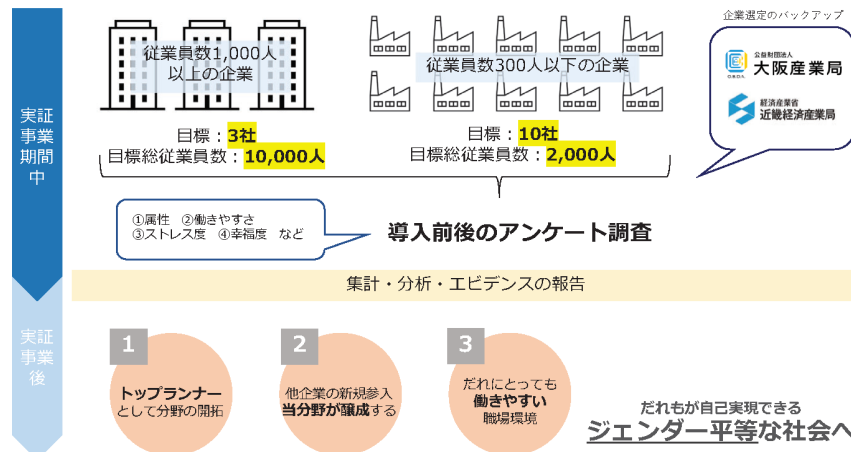 企業選定のバックアップ
公益財団法人
大阪産業局
経済産業省
近畿経済産業局
実証
事業
期間
中
従業員数1,000人
以上の企業
従業員数300人以下の企業
目標：3社
目標総従業員数：10,000人
目標：10社
目標総従業員数：2,000人
①属性　②働きやすさ
③ストレス度　④幸福度　など
導入前後のアンケート調査
集計・分析・エビデンスの報告
実証
事業
後
1
トップランナー
として分野の開拓
2
他企業の新規参入
当分野が醸成する
3
だれにとっても
働きやすい
職場環境
だれもが自己実現できる
ジェンダー平等な社会へ